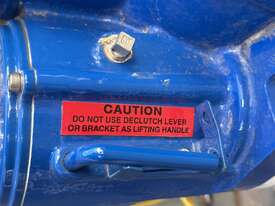 CAUTION
DO NOT USE DECLUTCH LEVER
OR BRACKET AS LIFTING HANDLE